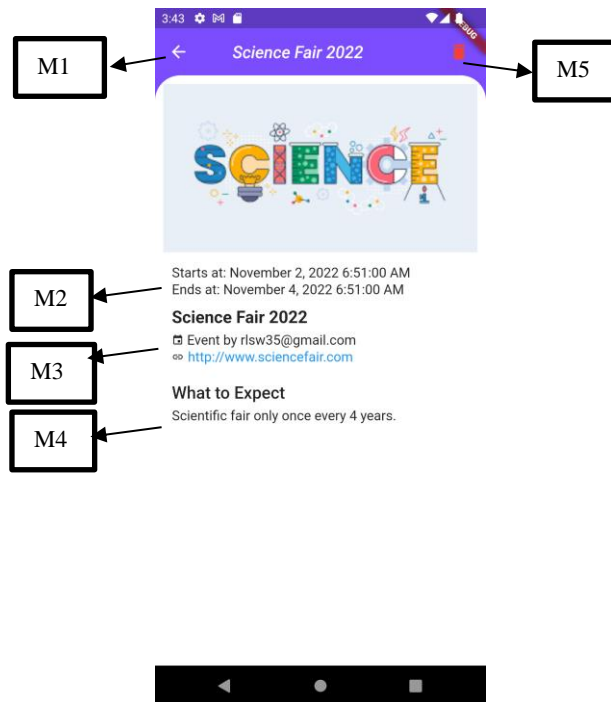 3:43
DEBUG
M1
Science Fair 2022
M5
SCIENCE
M2
Starts at: November 2, 2022 6:51:00 AM
Ends at: November 4, 2022 6:51:00 AM
Science Fair 2022
M3
Event by rlsw35@gmail.com
http://www.sciencefair.com
What to Expect
M4
Scientific fair only once every 4 years.